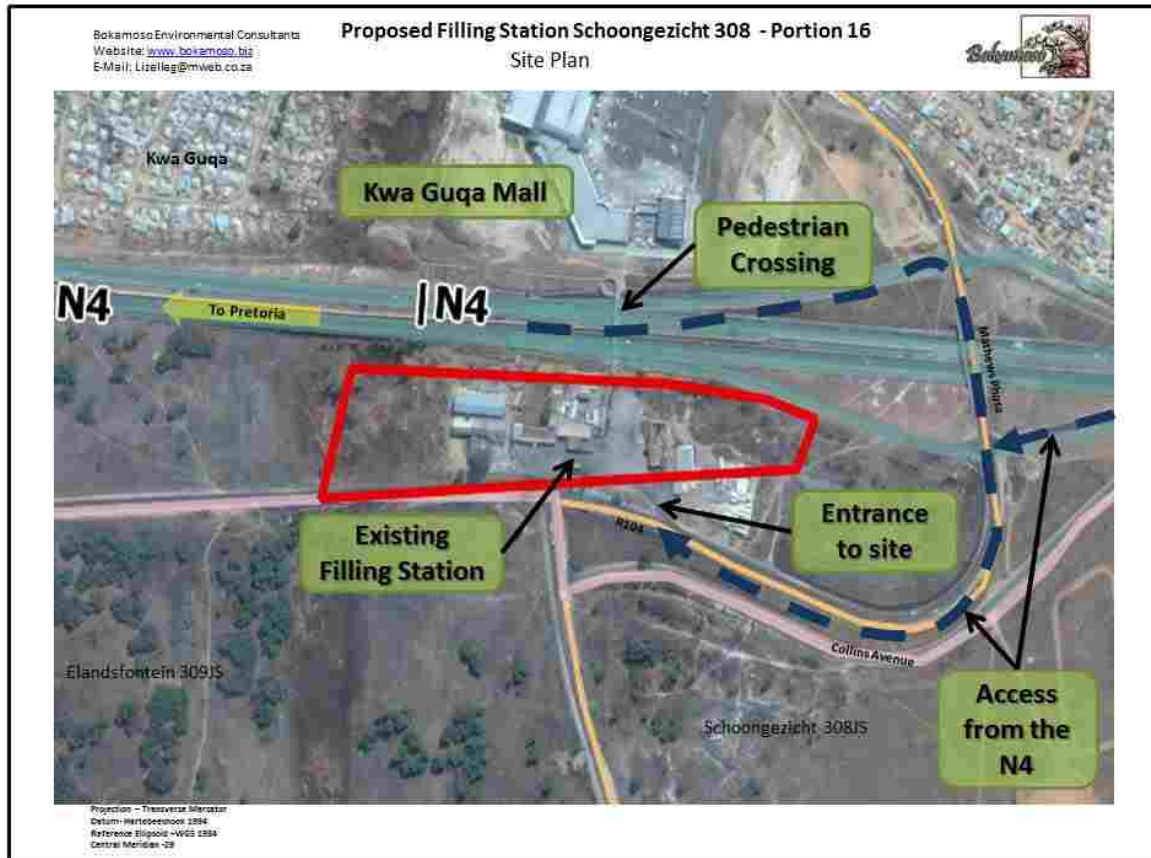 Bokamoso Environmental Consultants
Website: www.bokamoso.biz
E-Mail: Lizelleg@mweb.co.za
Proposed Filling Station Schoongezicht 308 - Portion 16
Site Plan
Bokamoso
Kwa Guqa
Kwa Guqa Mall
Pedestrian
Crossing
N4
To Pretoria
N4
Mathews Phosa
Existing
Filling Station
R104
Entrance
to site
Collins Avenue
Elandsfontein 309JS
Schoongezicht 308JS
Access
from the
N4
Projection – Transverse Mercator
Datum- Hartebeeshoek 1994
Reference Ellipsoid –WGS 1984
Central Meridian -29